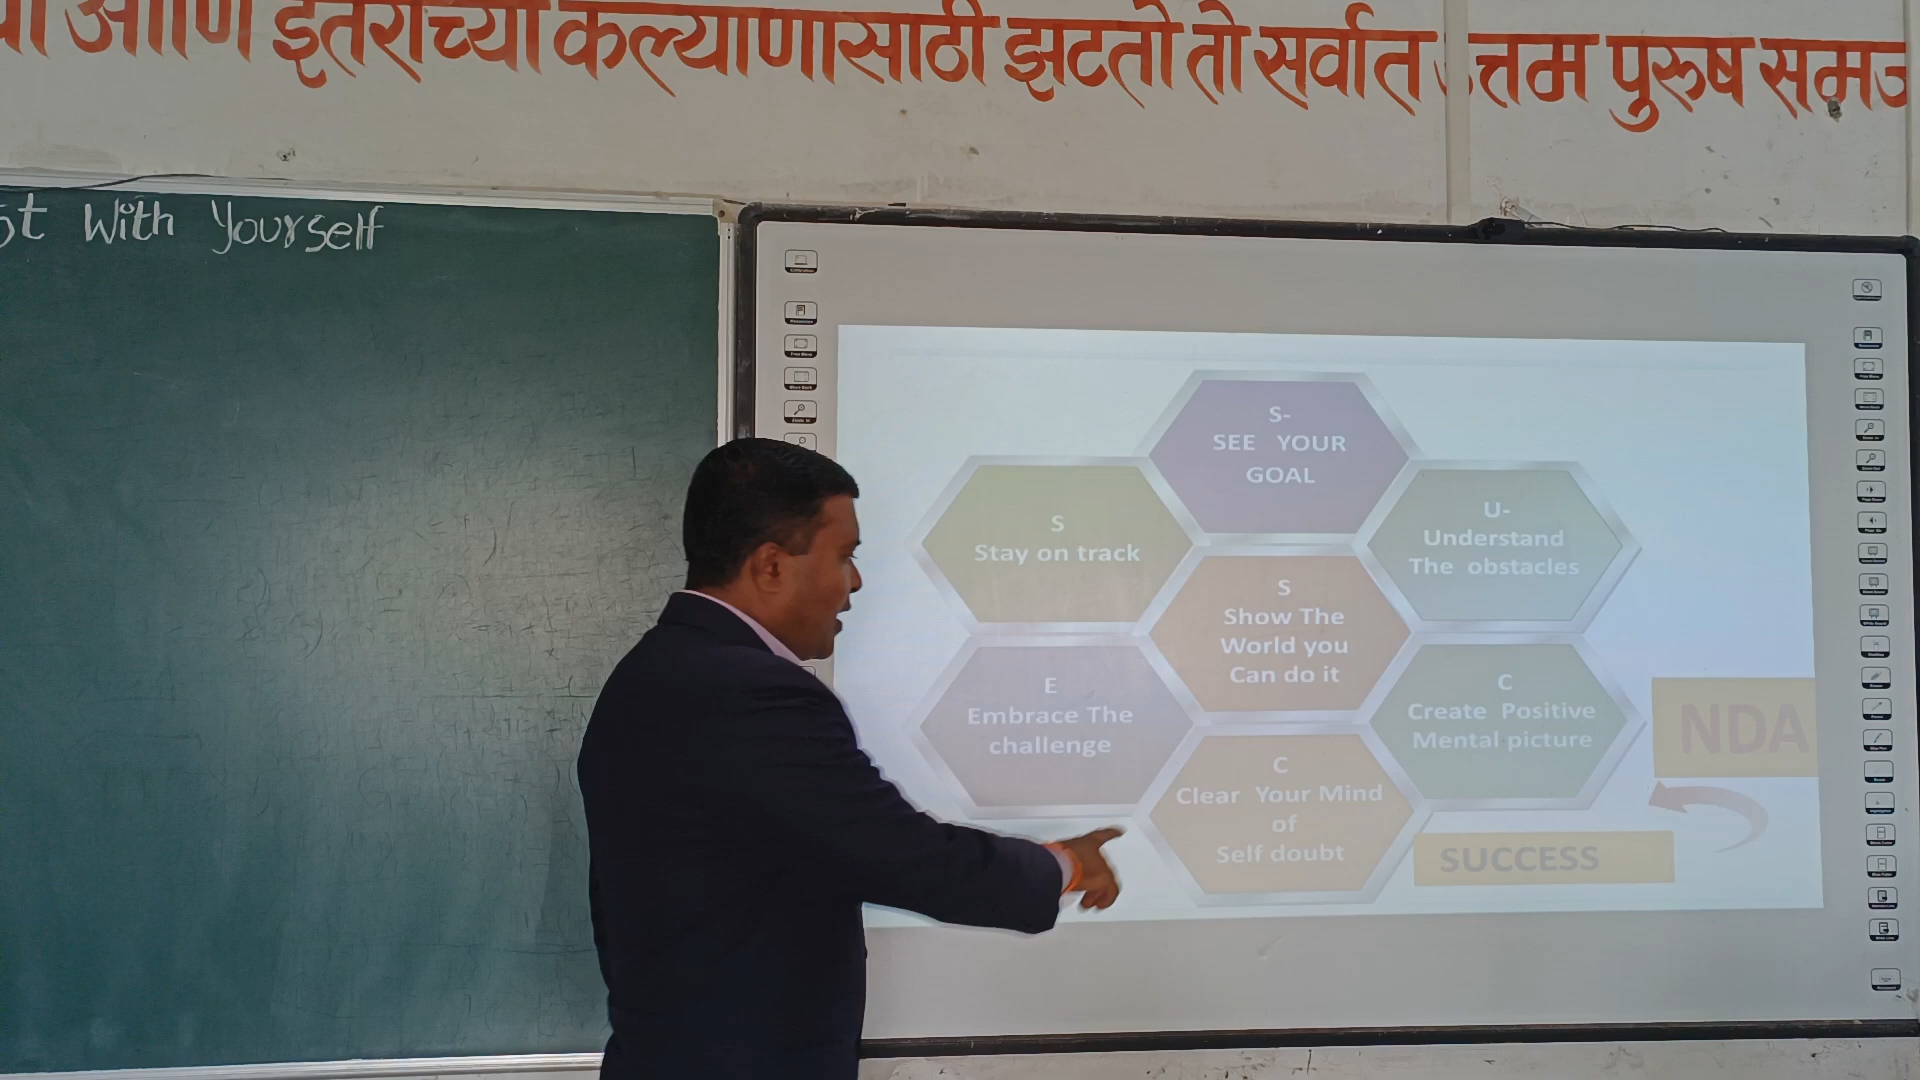 आणि इतरांच्या कल्याणासाठी झटतो तो सर्वात उत्तम पुरुष
With Yourself
S-
SEE YOUR
GOAL
S
Stay on track
U-
Understand
The obstacles
S
Show The
World you
Can do it
E
Embrace The
challenge
C
Create Positive
Mental picture
C
Clear Your Mind
of
Self doubt
NDA
SUCCESS